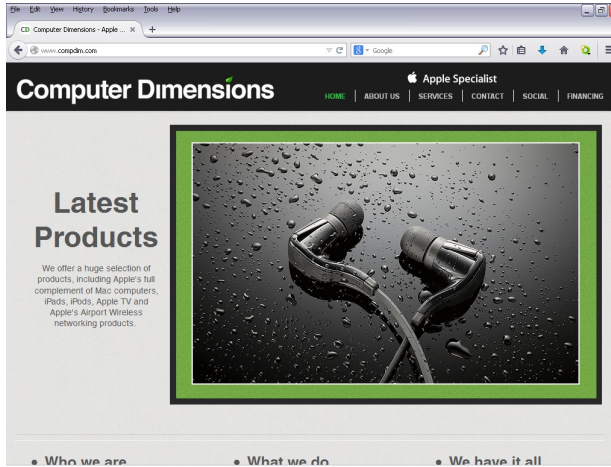 File Edit View History Bookmarks Tools Help
CD Computer Dimensions - Apple ... × +
www.compdim.com
Google
Computer Dimensions
Apple Specialist
HOME | ABOUT US | SERVICES | CONTACT | SOCIAL | FINANCING
Latest
Products
We offer a huge selection of
products, including Apple's full
complement of Mac computers,
iPads, iPods, Apple TV and
Apple's Airport Wireless
networking products.
• Who we are
• What we do
• We have it all